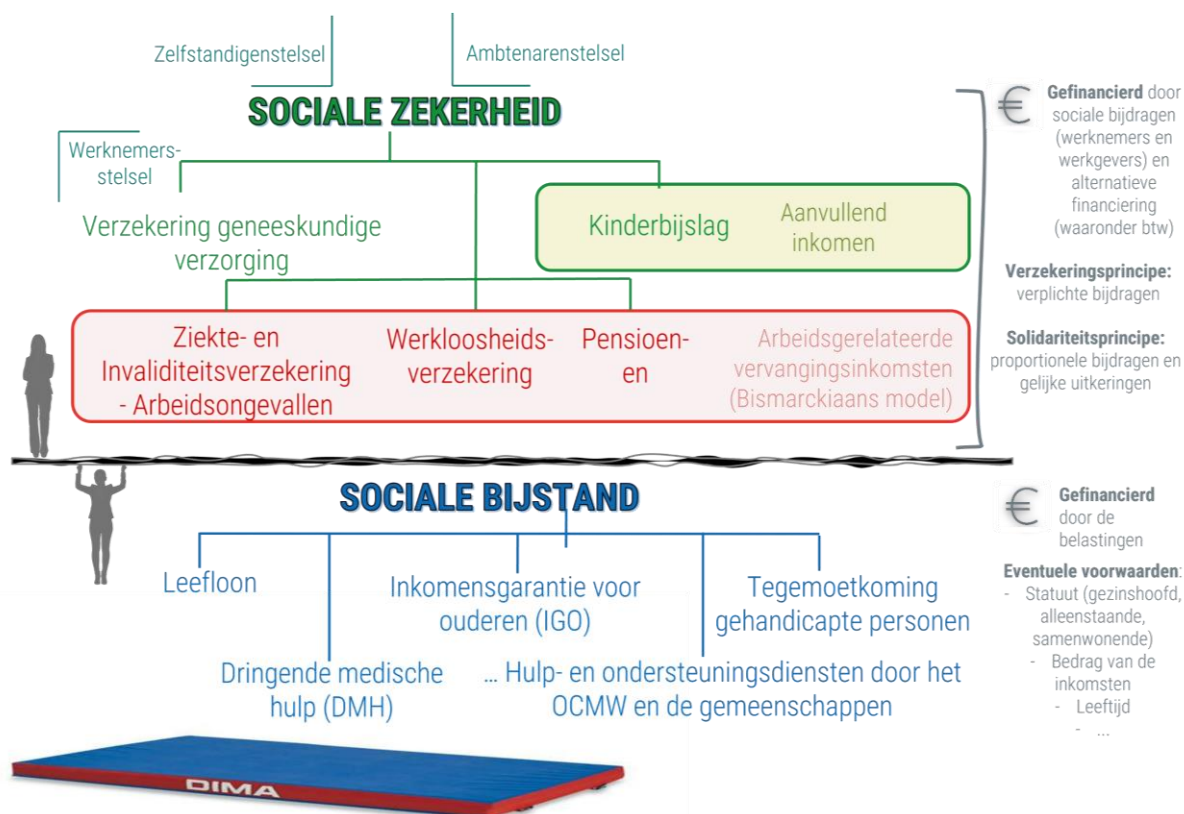 Zelfstandigenstelsel
Ambtenarenstelsel
SOCIALE ZEKERHEID
Werknemers-
stelsel
Verzekering geneeskundige
verzorging
Kinderbijslag
Aanvullend
inkomen
Ziekte- en
Invaliditeitsverzekering
- Arbeidsongevallen
Werkloosheids-
verzekering
Pensioen-
en
Arbeidsgerelateerde
vervangingsinkomsten
(Bismarckiaans model)
€
Gefinancierd door
sociale bijdragen
(werknemers en
werkgevers) en
alternatieve
financiering
(waaronder btw)
Verzekeringsprincipe:
verplichte bijdragen
Solidariteitsprincipe:
proportionele bijdragen en
gelijke uitkeringen
SOCIALE BIJSTAND
Leefloon
Inkomensgarantie voor
ouderen (IGO)
Tegemoetkoming
gehandicapte personen
Dringende medische
hulp (DMH)
... Hulp- en ondersteuningsdiensten door het
OCMW en de gemeenschappen
€
Gefinancierd
door de
belastingen
Eventuele voorwaarden:
- Statuut (gezinshoofd,
alleenstaande,
samenwonende)
- Bedrag van de
inkomsten
- Leeftijd
- ...
DIMA